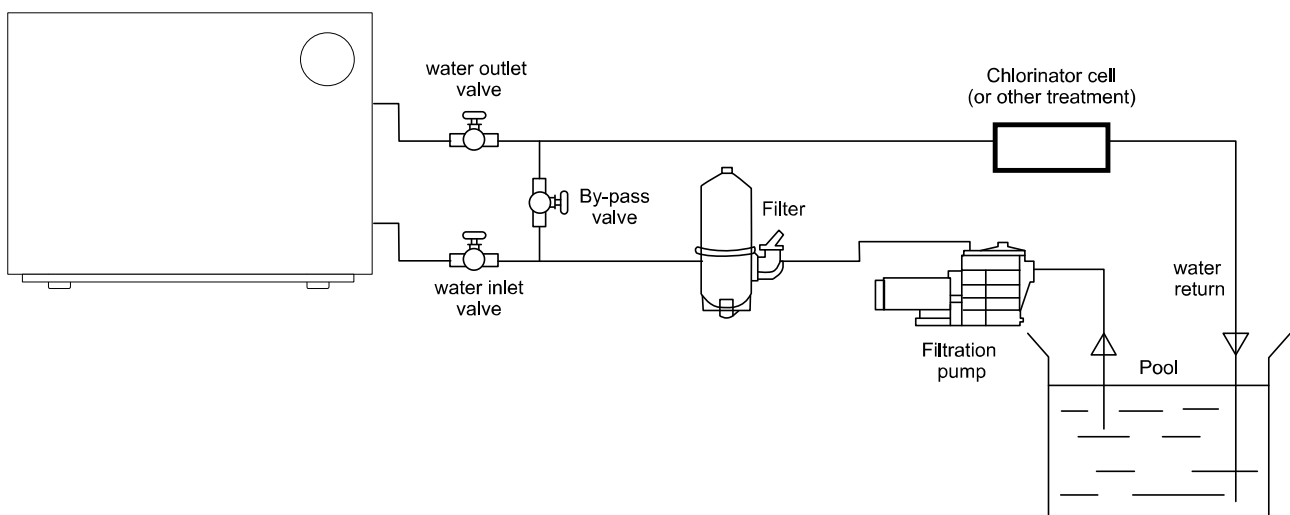 water outlet
valve
Chlorinator cell
(or other treatment)
By-pass
valve
Filter
water inlet
valve
water
return
Filtration
pump
Pool